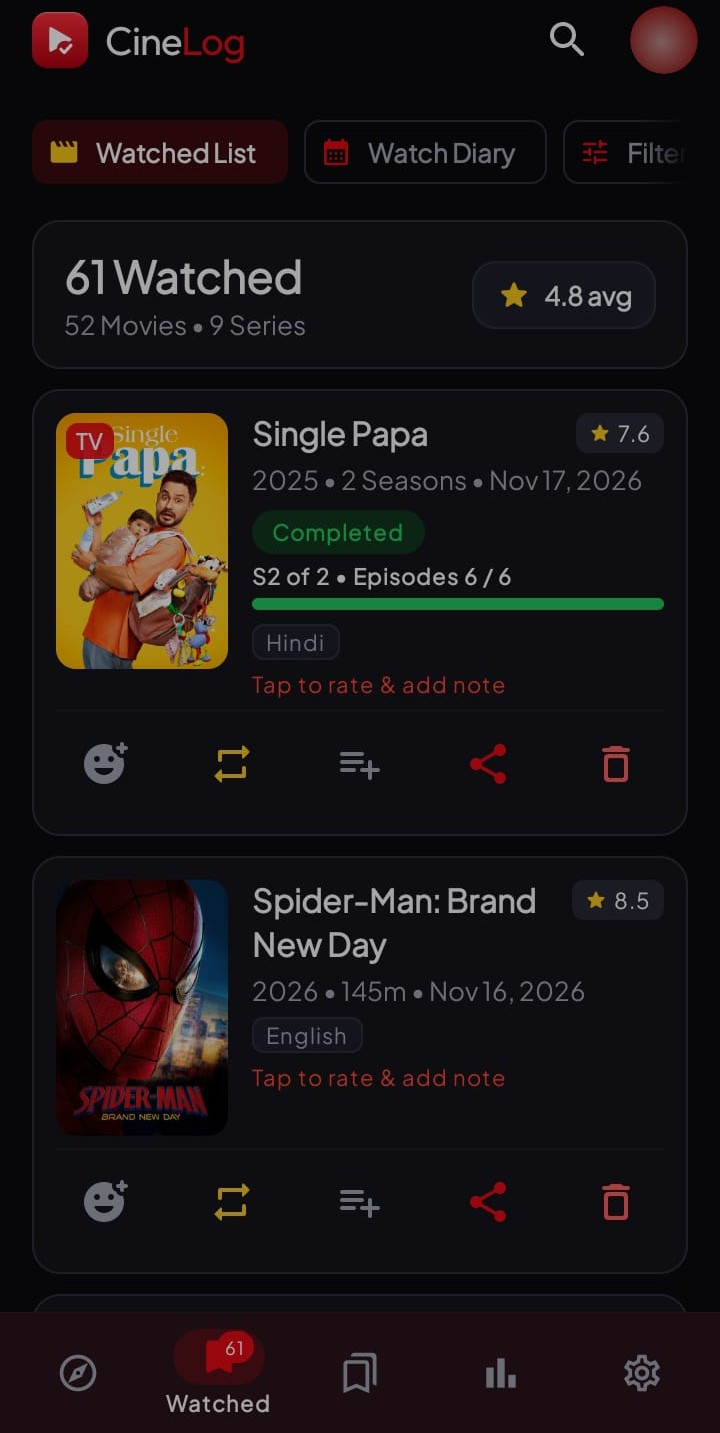 CineLog
Watched List
Watch Diary
Filter
61 Watched
52 Movies • 9 Series
4.8 avg
TV
Single
Papa
Single Papa
7.6
2025 • 2 Seasons • Nov 17, 2026
Completed
S2 of 2 • Episodes 6 / 6
Hindi
Tap to rate & add note
SPIDER-MAN
BRAND NEW DAY
Spider-Man: Brand
New Day
8.5
2026 • 145m • Nov 16, 2026
English
Tap to rate & add note
61
Watched